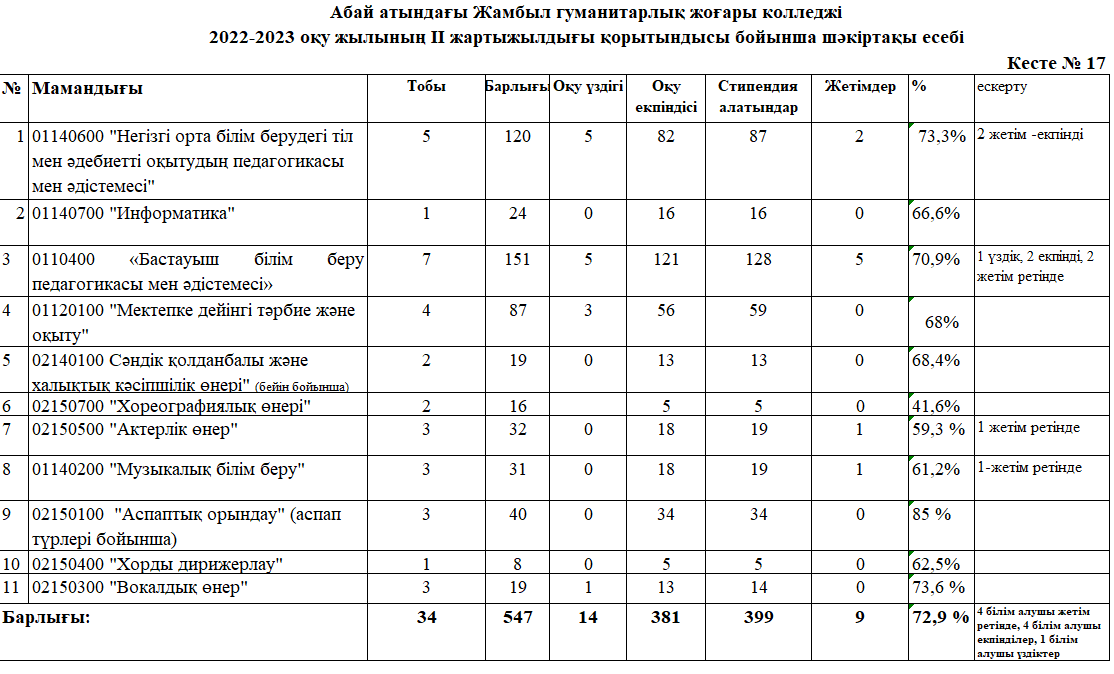 Абай атындағы Жамбыл гуманитарлық жоғары колледжі
2022-2023 оқу жылының II жартыжылдығы қорытындысы бойынша шәкіртақы есебі
Кесте № 17
№ Мамандығы Тобы Барлығы Оқу үздігі Оқу екпіндісі Стипендия алатындар Жетімдер % ескерту
1 01140600 "Негізгі орта білім берудегі тіл 5 120 5 82 87 2 73,3% 2 жетім -екпінді
мен әдебиетті оқытудың педагогикасы
мен әдістемесі"
2 01140700 "Информатика" 1 24 0 16 16 0 66,6%
3 0110400 «Бастауыш білім беру 7 151 5 121 128 5 70,9% 1 үздік, 2 екпінді, 2
педагогикасы мен әдістемесі» жетім ретінде
4 01120100 "Мектепке дейінгі тәрбие және 4 87 3 56 59 0 68%
оқыту"
5 02140100 Сәндік қолданбалы және 2 19 0 13 13 0 68,4%
халықтық кәсіпшілік өнері" (бейін бойынша)
6 02150700 "Хореографиялық өнері" 2 16 5 5 0 41,6%
7 02150500 "Актерлік өнер" 3 32 0 18 19 1 59,3 % 1 жетім ретінде
8 01140200 "Музыкалық білім беру" 3 31 0 18 19 1 61,2% 1-жетім ретінде
9 02150100 "Аспаптық орындау" (аспап 3 40 0 34 34 0 85 %
түрлері бойынша)
10 02150400 "Хорды дирижерлау" 1 8 0 5 5 0 62,5%
11 02150300 "Вокалдық өнер" 3 19 1 13 14 0 73,6 %
Барлығы: 34 547 14 381 399 9 72,9 % 4 білім алушы жетім
ретінде, 4 білім алушы
екпінділер, 1 білім
алушы үздіктер